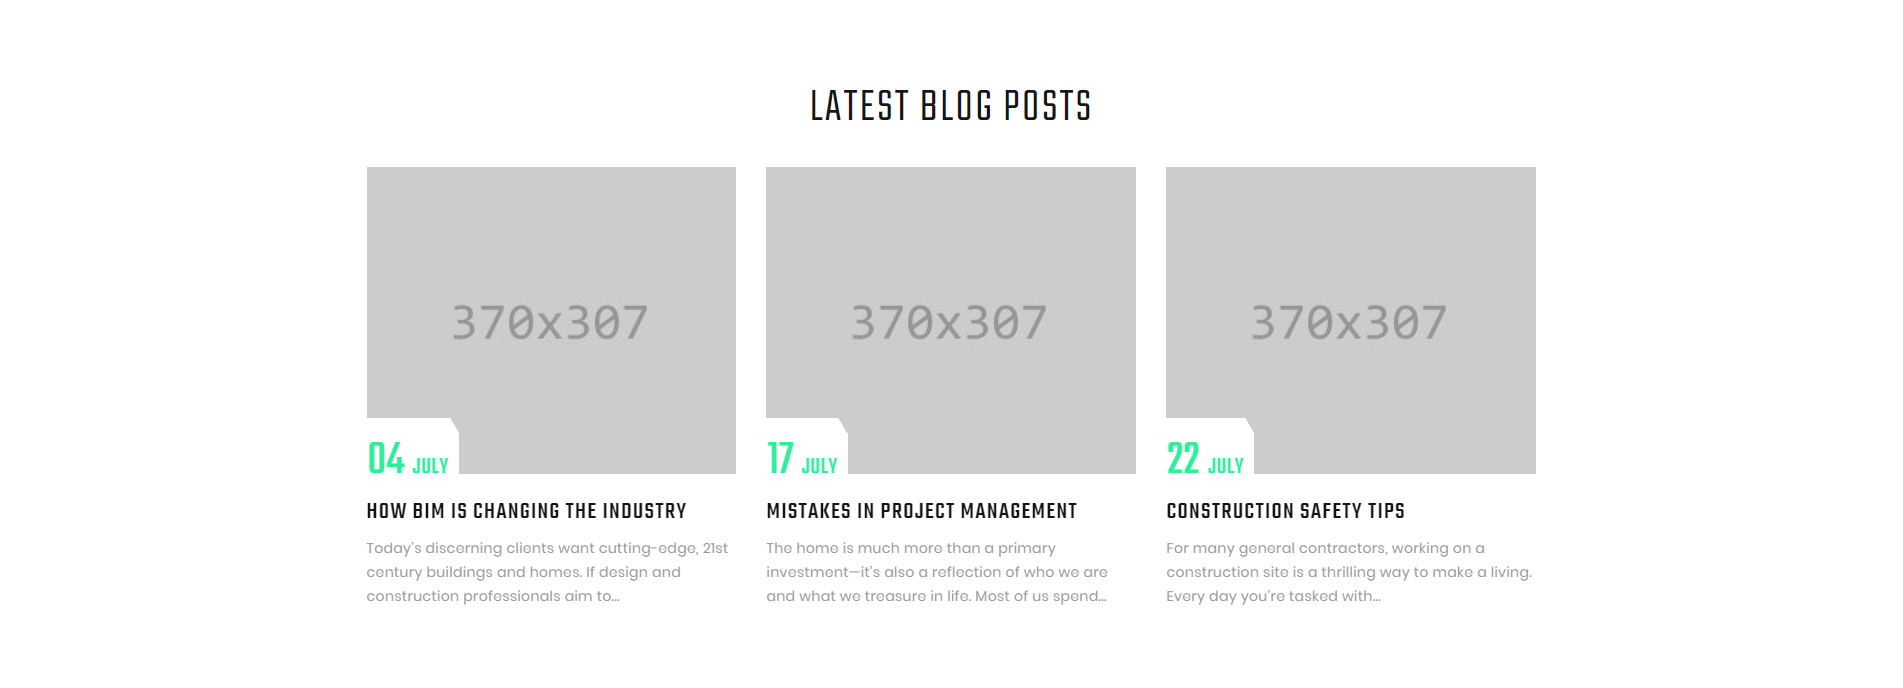 LATEST BLOG POSTS
370x307
04 JULY
HOW BIM IS CHANGING THE INDUSTRY
Today's discerning clients want cutting-edge, 21st
century buildings and homes. If design and
construction professionals aim to...
370x307
17 JULY
MISTAKES IN PROJECT MANAGEMENT
The home is much more than a primary
investment—it's also a reflection of who we are
and what we treasure in life. Most of us spend...
370x307
22 JULY
CONSTRUCTION SAFETY TIPS
For many general contractors, working on a
construction site is a thrilling way to make a living.
Every day you're tasked with...